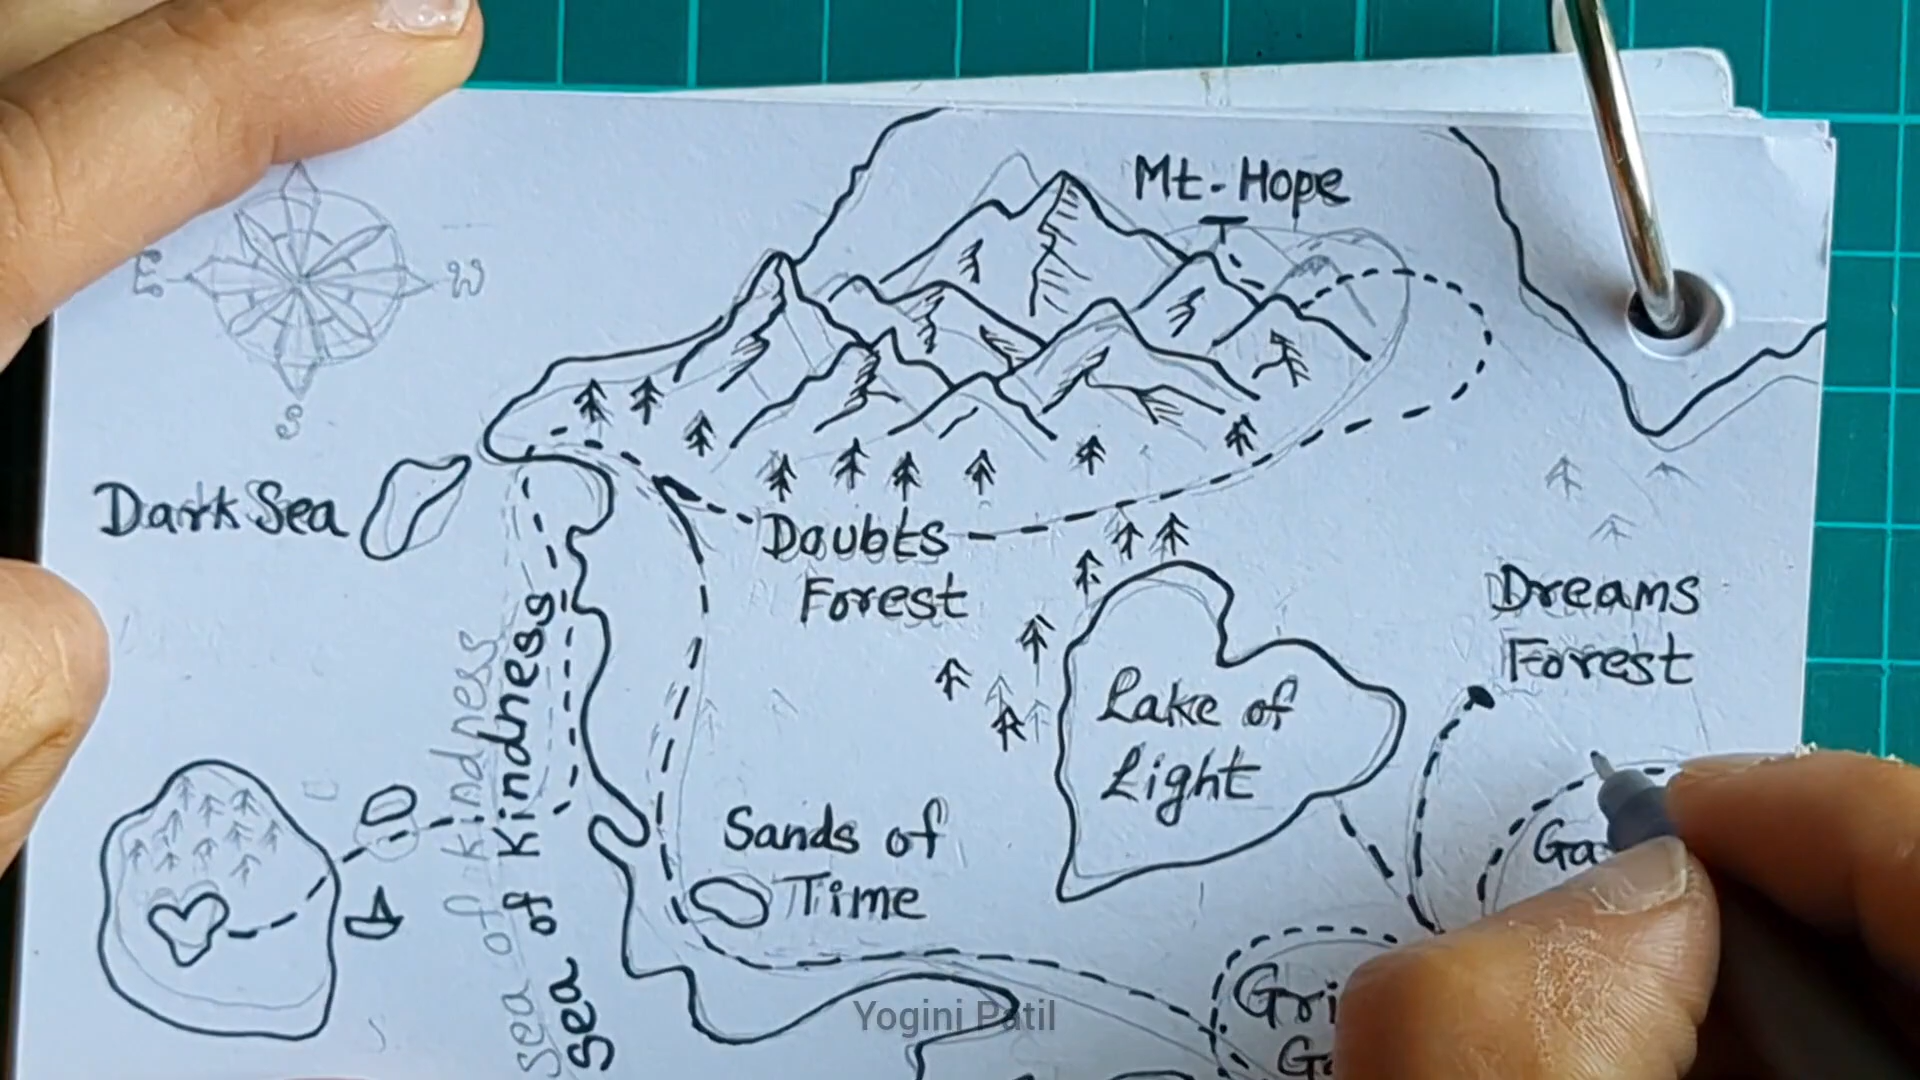 Mt. Hope
E
W
S
Dark Sea
Doubts
Forest
Dreams
Forest
Lake of
Light
sea of kindness
Sea of Kindness
Sands of
Time
Yogini Patil